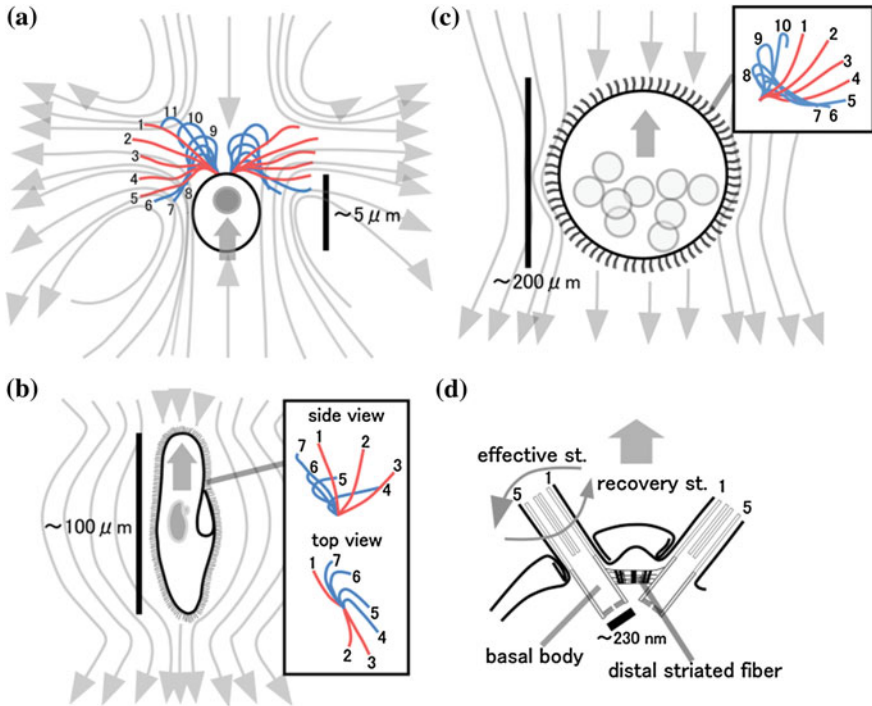 (a)
11
10
9
1
2
3
4
5
6
7
8
~5 μm
(b)
~100 μm
side view
1
2
3
4
5
6
7
top view
1
7
6
5
4
3
2
(c)
~200 μm
10
1
9
2
3
8
4
5
7 6
(d)
effective st.
recovery st.
5
1
1
5
~230 nm
basal body
distal striated fiber